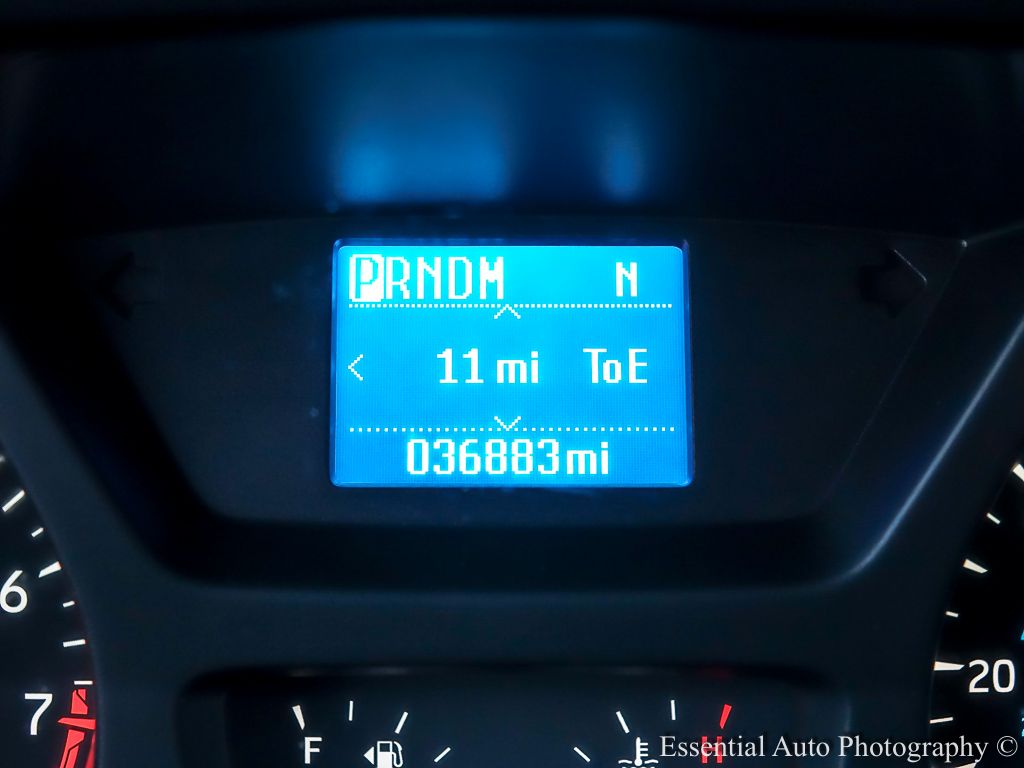 PRNDM N
11 mi ToE
036883mi
6
7
20
F
H
Essential Auto Photography ©